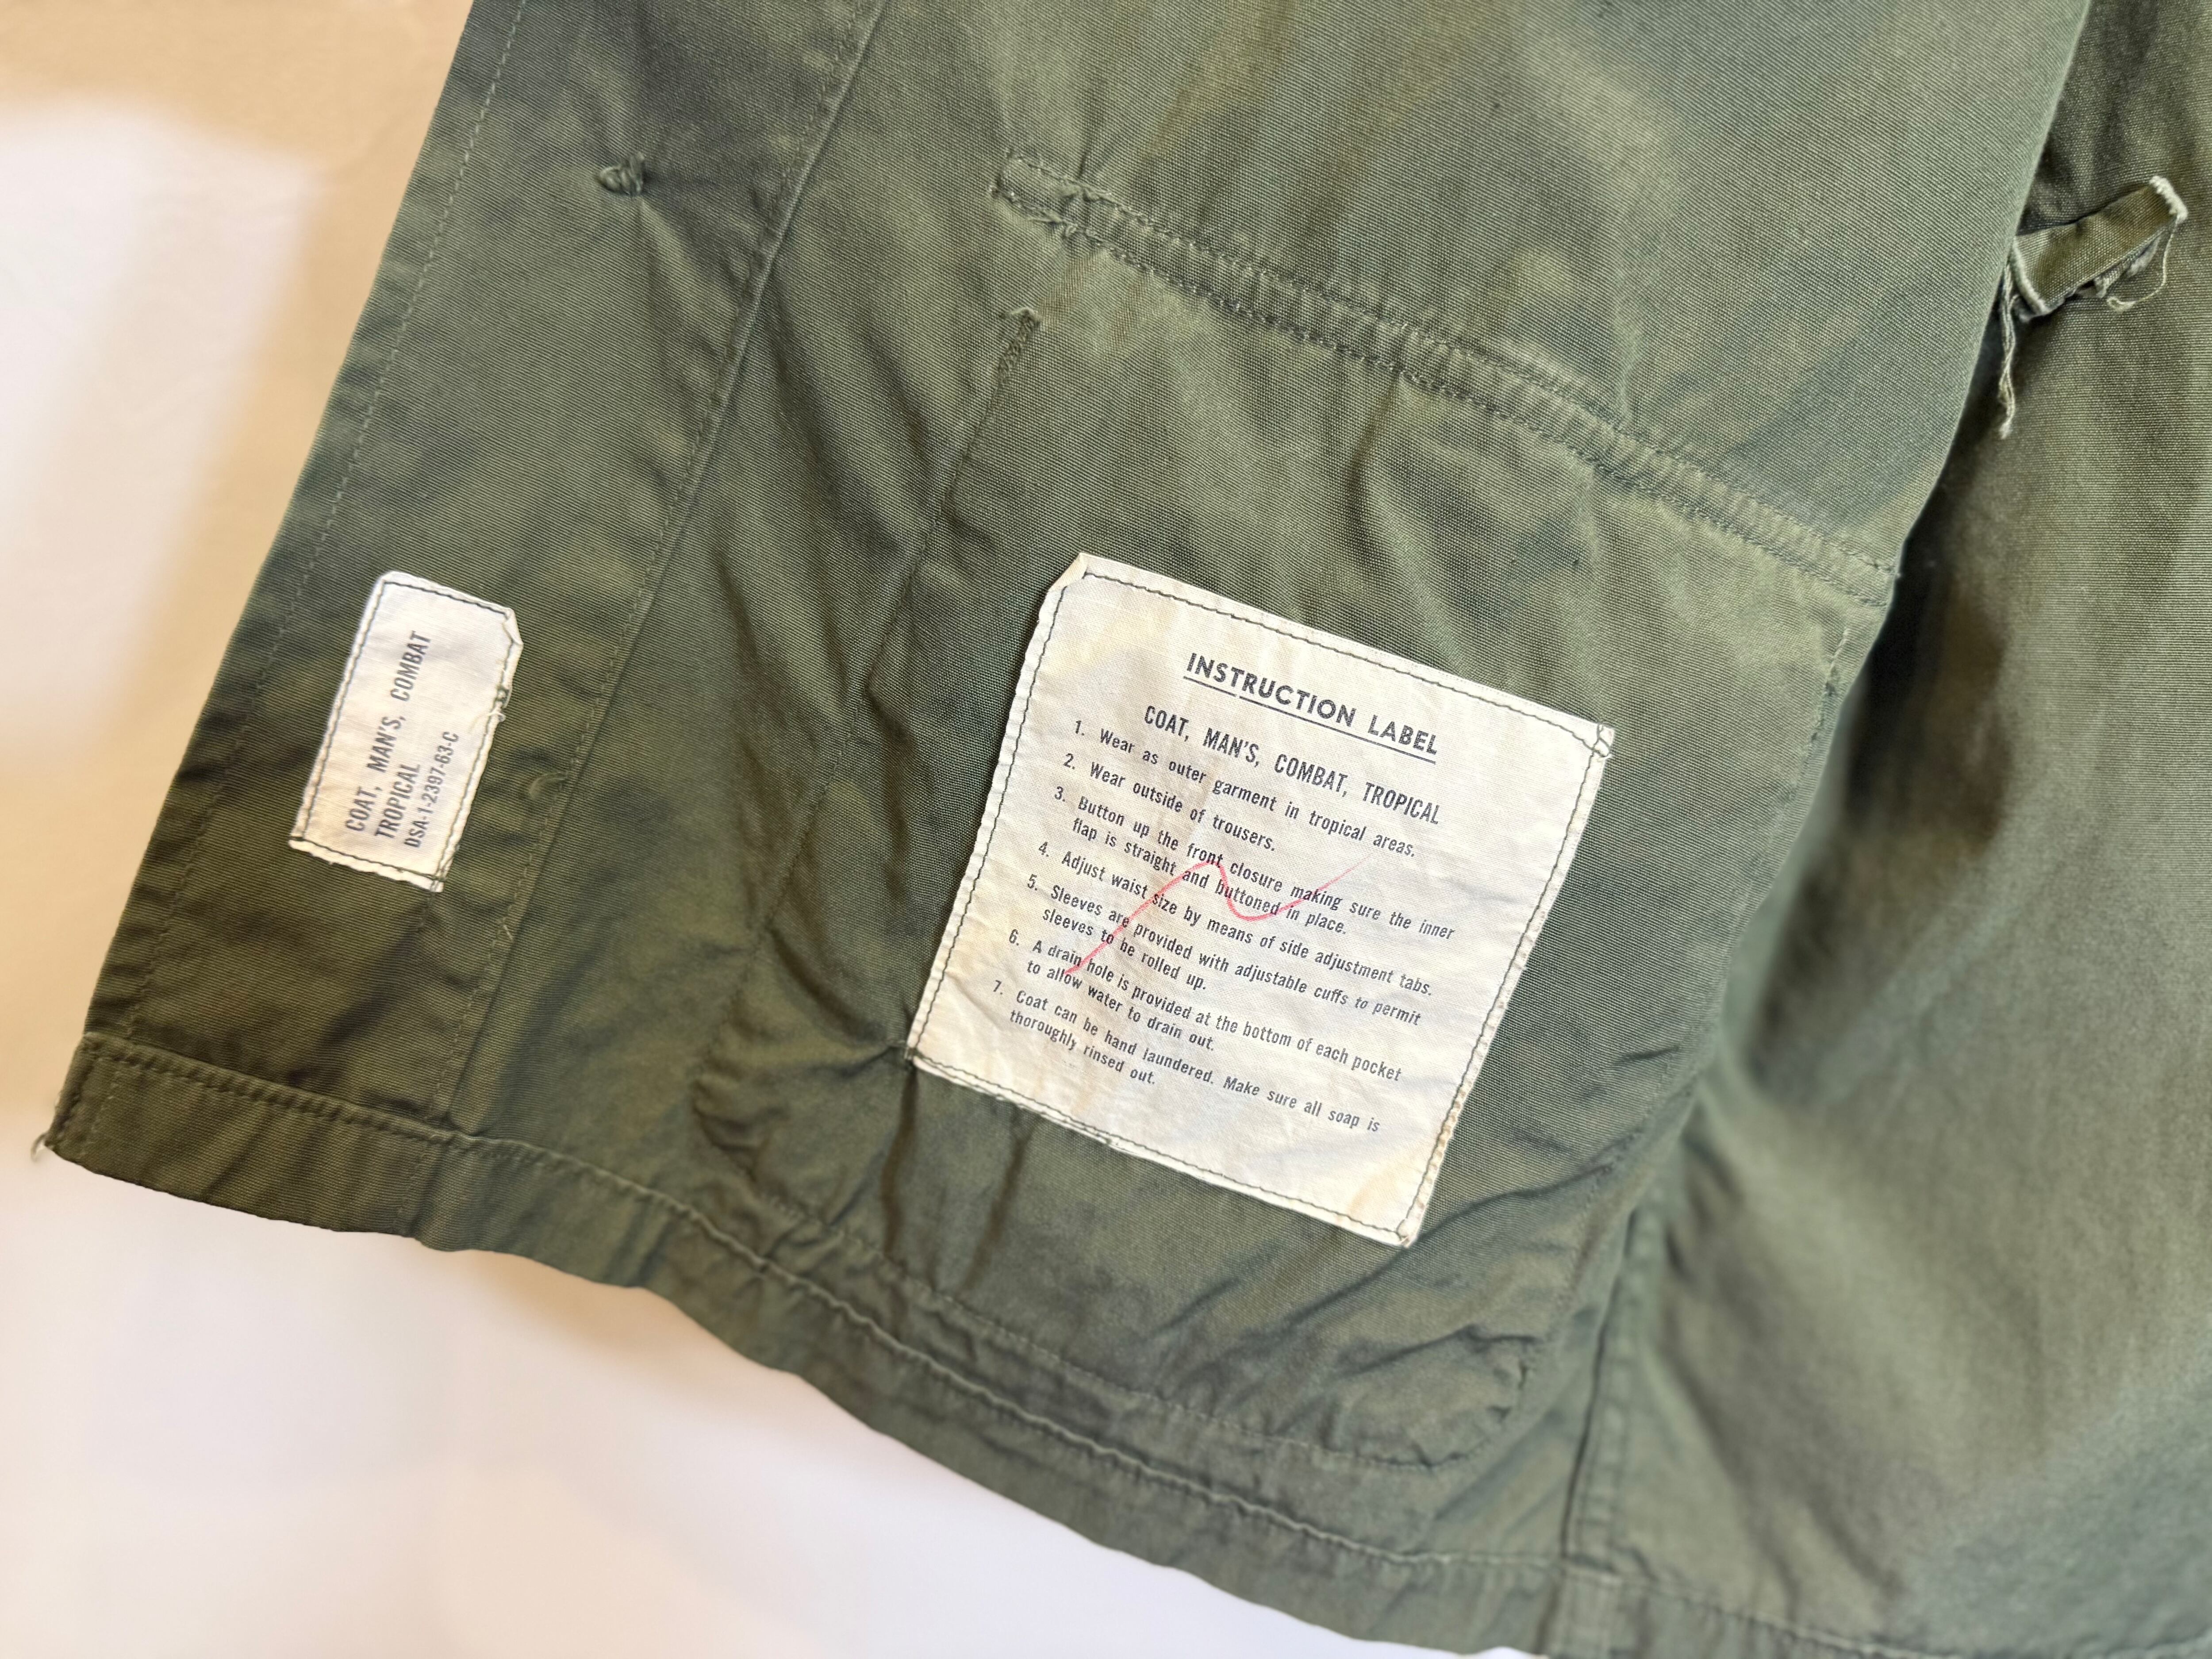 COAT, MAN'S, COMBAT
TROPICAL
DSA-1-2397-63-C
INSTRUCTION LABEL
COAT, MAN'S, COMBAT, TROPICAL
1. Wear as outer garment in tropical areas.
2. Wear outside of trousers.
3. Button up the front closure making sure the inner
flap is straight and buttoned in place.
4. Adjust waist size by means of side adjustment tabs.
5. Sleeves are provided with adjustable cuffs to permit
sleeves to be rolled up.
6. A drain hole is provided at the bottom of each pocket
to allow water to drain out.
7. Coat can be hand laundered. Make sure all soap is
thoroughly rinsed out.